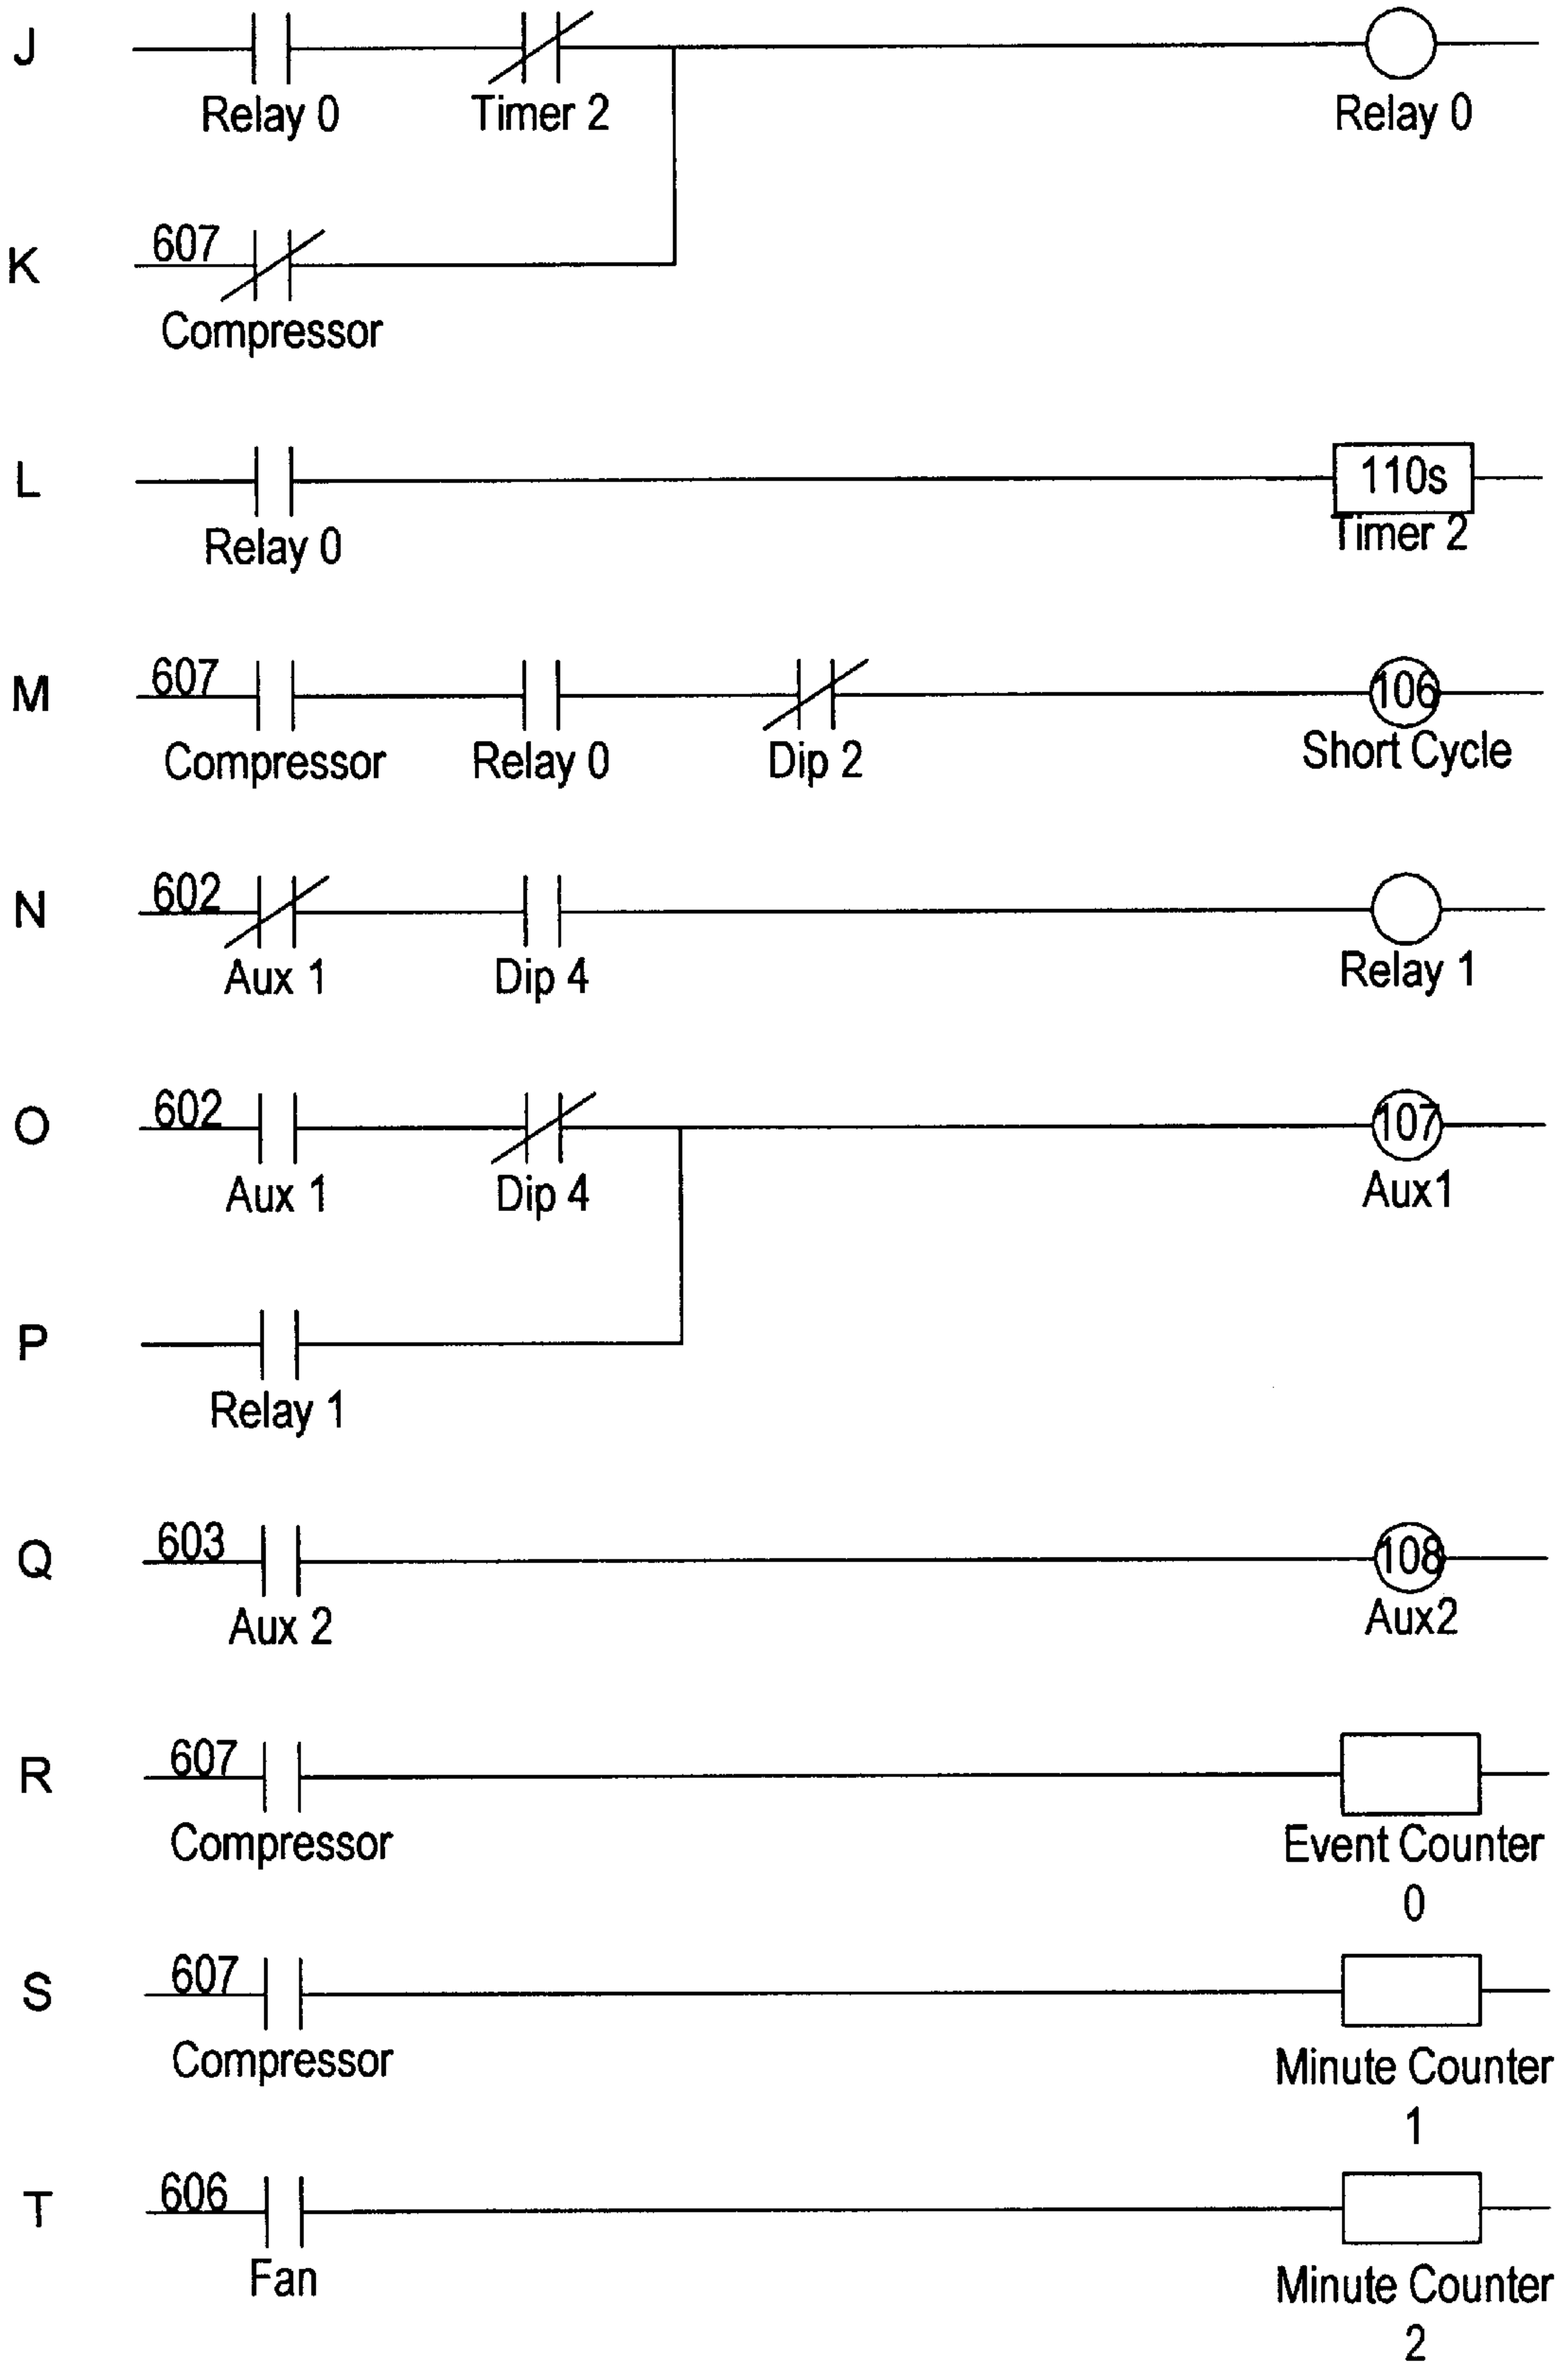 J
Relay 0 Timer 2 Relay 0
K 607
Compressor
L 110s
Relay 0 Timer 2
M 607 106
Compressor Relay 0 Dip 2 Short Cycle
N 602
Aux 1 Dip 4 Relay 1
O 602 107
Aux 1 Dip 4 Aux1
P
Relay 1
Q 603 108
Aux 2 Aux2
R 607
Compressor Event Counter
0
S 607
Compressor Minute Counter
1
T 606
Fan Minute Counter
2